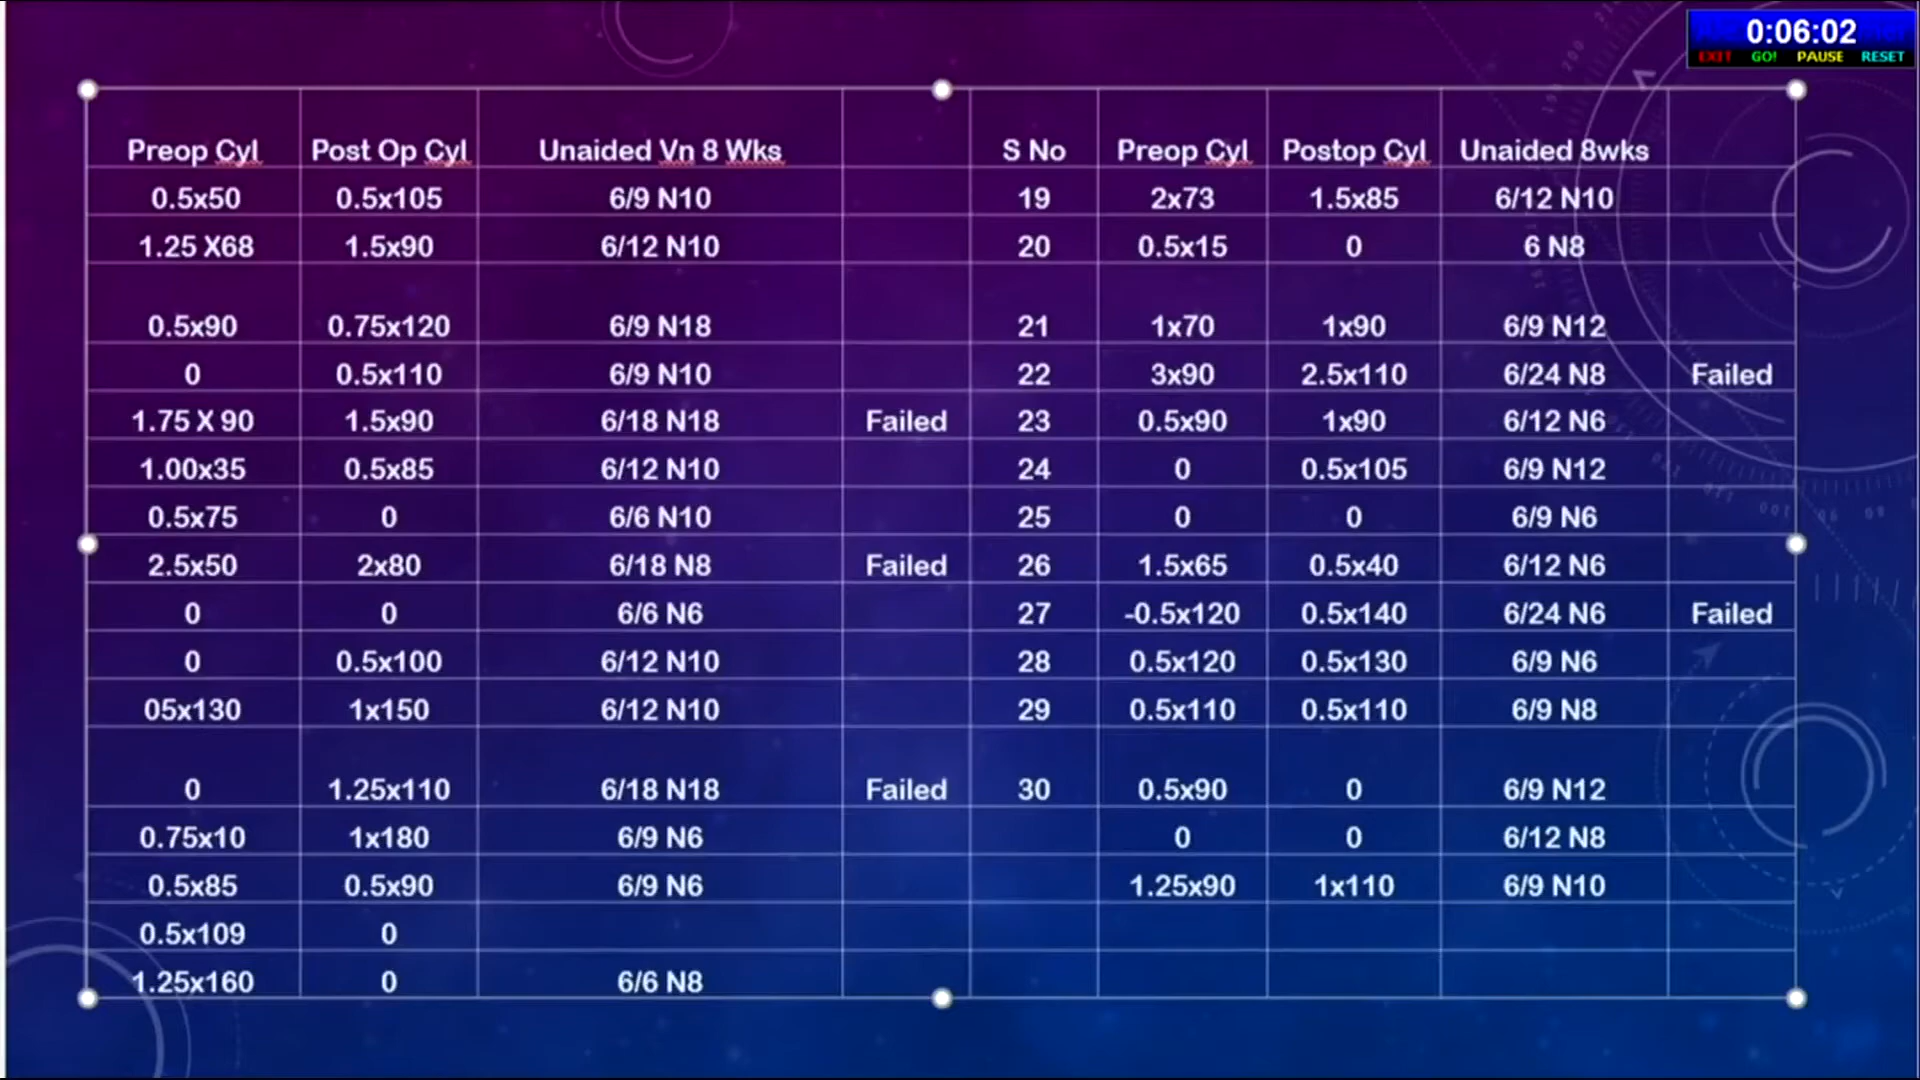 0:06:02
EXIT GO! PAUSE RESET
Preop Cyl Post Op Cyl Unaided Vn 8 Wks S No Preop Cyl Postop Cyl Unaided 8wks
0.5x50 0.5x105 6/9 N10 19 2x73 1.5x85 6/12 N10
1.25 X68 1.5x90 6/12 N10 20 0.5x15 0 6 N8
0.5x90 0.75x120 6/9 N18 21 1x70 1x90 6/9 N12
0 0.5x110 6/9 N10 22 3x90 2.5x110 6/24 N8 Failed
1.75 X 90 1.5x90 6/18 N18 Failed 23 0.5x90 1x90 6/12 N6
1.00x35 0.5x85 6/12 N10 24 0 0.5x105 6/9 N12
0.5x75 0 6/6 N10 25 0 0 6/9 N6
2.5x50 2x80 6/18 N8 Failed 26 1.5x65 0.5x40 6/12 N6
0 0 6/6 N6 27 -0.5x120 0.5x140 6/24 N6 Failed
0 0.5x100 6/12 N10 28 0.5x120 0.5x130 6/9 N6
05x130 1x150 6/12 N10 29 0.5x110 0.5x110 6/9 N8
0 1.25x110 6/18 N18 Failed 30 0.5x90 0 6/9 N12
0.75x10 1x180 6/9 N6 0 0 6/12 N8
0.5x85 0.5x90 6/9 N6 1.25x90 1x110 6/9 N10
0.5x109 0
1.25x160 0 6/6 N8